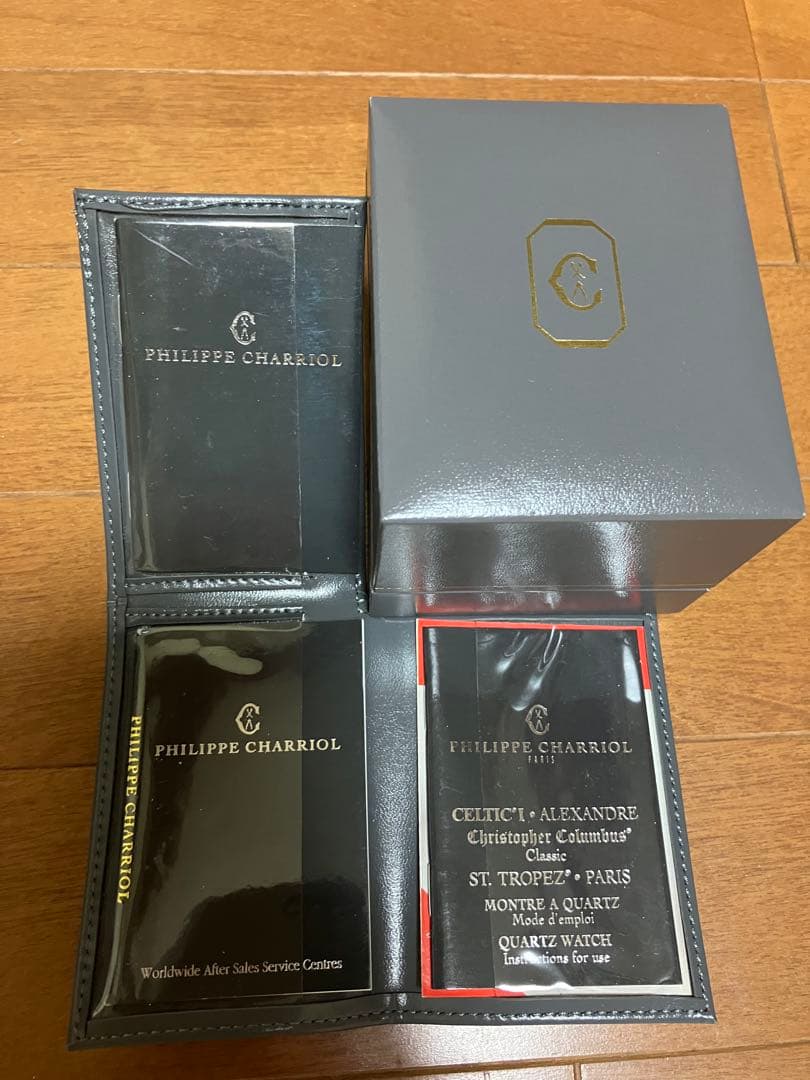 PHILIPPE CHARRIOL
C
PHILIPPE CHARRIOL
PHILIPPE CHARRIOL
Worldwide After Sales Service Centres
PHILIPPE CHARRIOL
PARIS
CELTIC® I • ALEXANDRE
Christopher Columbus®
Classic
ST. TROPEZ® • PARIS
MONTRE A QUARTZ
Mode d'emploi
QUARTZ WATCH
Instructions for use